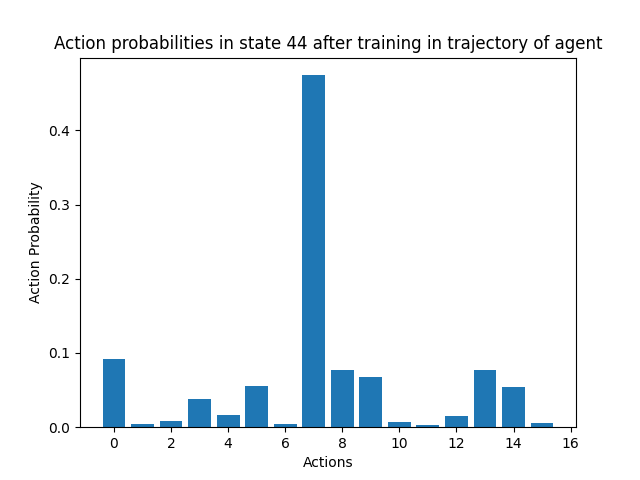 Action probabilities in state 44 after training in trajectory of agent
Action Probability
0.4
0.3
0.2
0.1
0.0
0 2 4 6 8 10 12 14 16
Actions